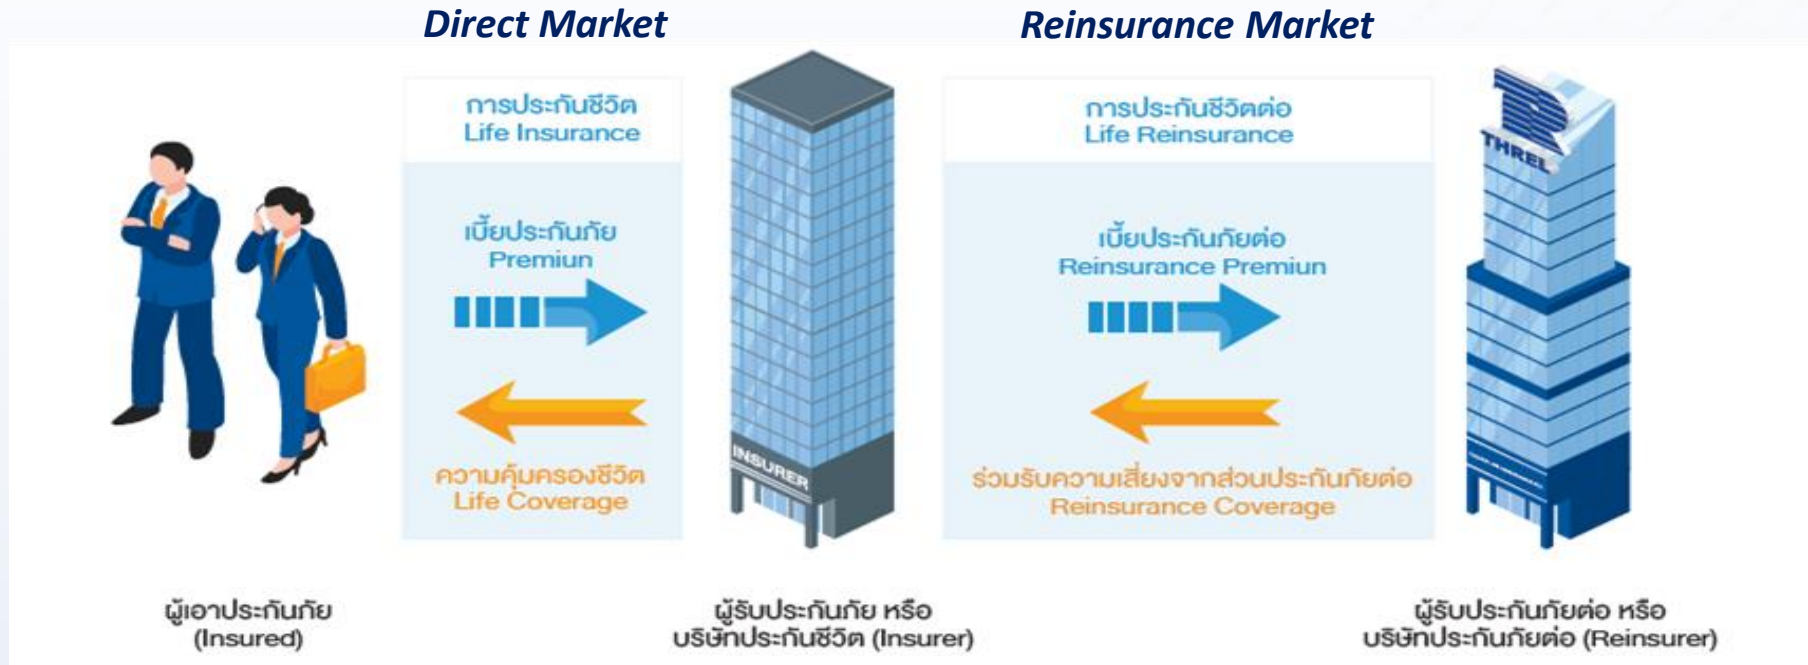 Direct Market
Reinsurance Market
การประกันชีวิต
Life Insurance
การประกันชีวิตต่อ
Life Reinsurance
THREL
เบี้ยประกันภัย
Premiun
เบี้ยประกันภัยต่อ
Reinsurance Premiun
INSURER
ความคุ้มครองชีวิต
Life Coverage
ร่วมรับความเสี่ยงจากส่วนประกันภัยต่อ
Reinsurance Coverage
ผู้เอาประกันภัย
(Insured)
ผู้รับประกันภัย หรือ
บริษัทประกันชีวิต (Insurer)
ผู้รับประกันภัยต่อ หรือ
บริษัทประกันภัยต่อ (Reinsurer)